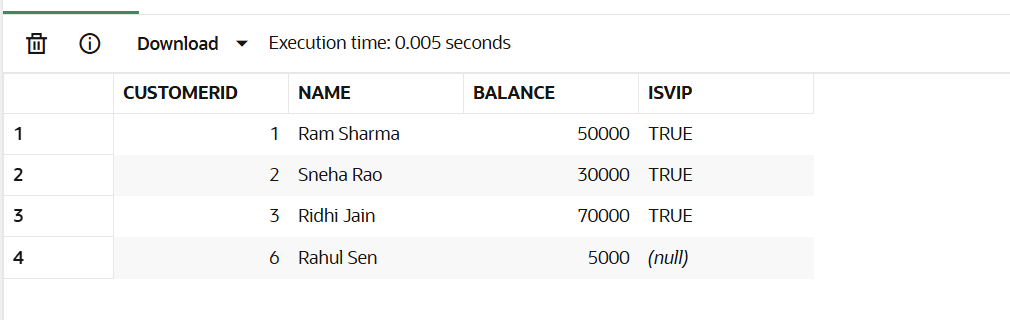 Download Execution time: 0.005 seconds
CUSTOMERID NAME BALANCE ISVIP
1 1 Ram Sharma 50000 TRUE
2 2 Sneha Rao 30000 TRUE
3 3 Ridhi Jain 70000 TRUE
4 6 Rahul Sen 5000 (null)